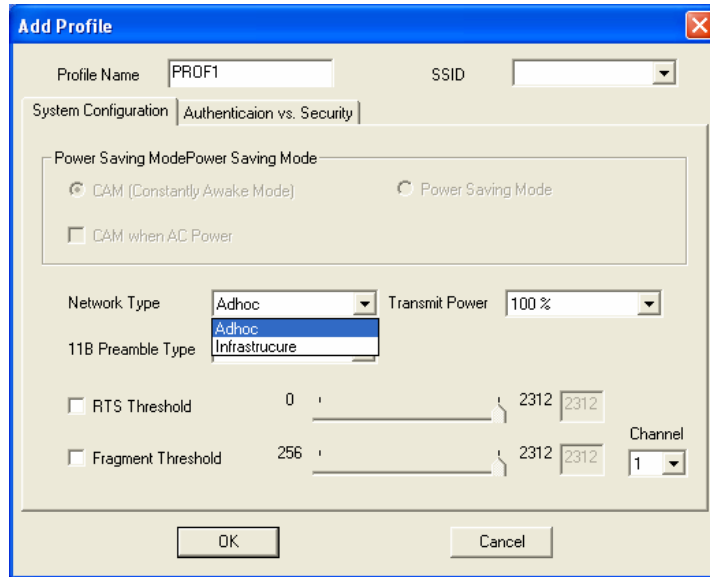 Add Profile
Profile Name PROF1 SSID
System Configuration Authenticaion vs. Security
Power Saving ModePower Saving Mode
CAM (Constantly Awake Mode) Power Saving Mode
CAM when AC Power
Network Type Adhoc Transmit Power 100 %
Adhoc
Infrastrucure
11B Preamble Type
RTS Threshold 0 2312 2312
Fragment Threshold 256 2312 2312
Channel
1
OK Cancel